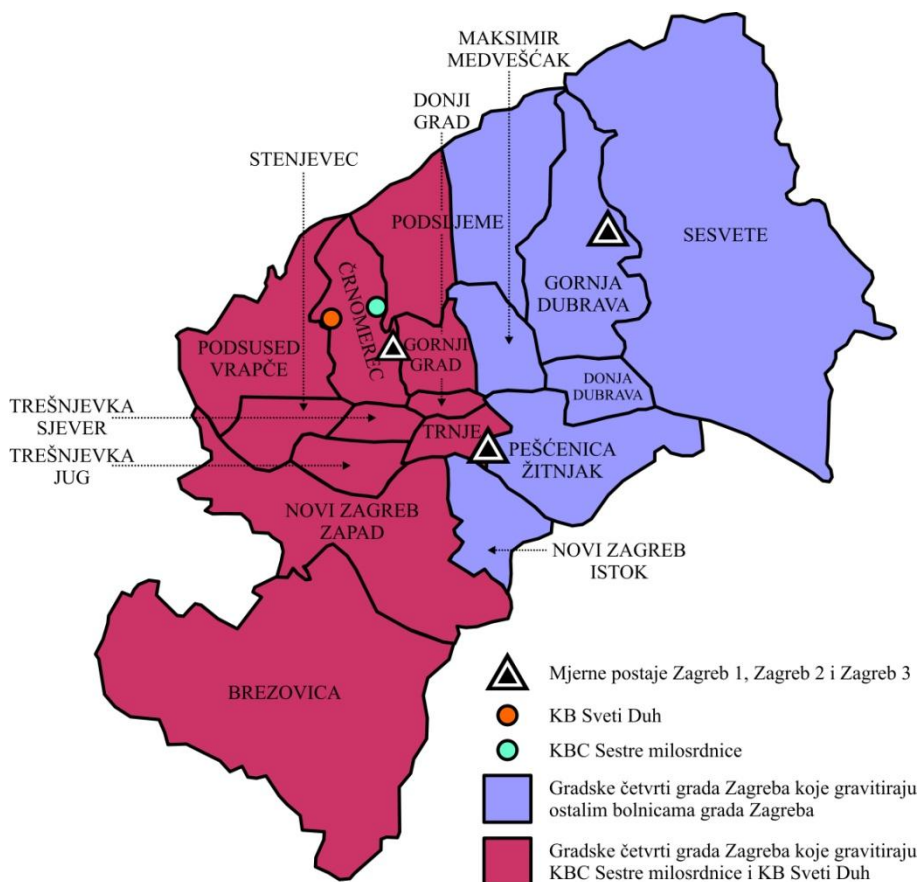 MAKSIMIR
MEDVEŠĆAK
DONJI
GRAD
STENJEVEC
PODSLJEME
SESVETE
GORNJA
DUBRAVA
ČRNOMEREC
PODSUSED
VRAPČE
GORNJI
GRAD
DONJA
DUBRAVA
TREŠNJEVKA
SJEVER
TRNJE
PEŠĆENICA
ŽITNJAK
TREŠNJEVKA
JUG
NOVI ZAGREB
ZAPAD
NOVI ZAGREB
ISTOK
BREZOVICA
Mjerne postaje Zagreb 1, Zagreb 2 i Zagreb 3
KB Sveti Duh
KBC Sestre milosrdnice
Gradske četvrti grada Zagreba koje gravitiraju
ostalim bolnicama grada Zagreba
Gradske četvrti grada Zagreba koje gravitiraju
KBC Sestre milosrdnice i KB Sveti Duh